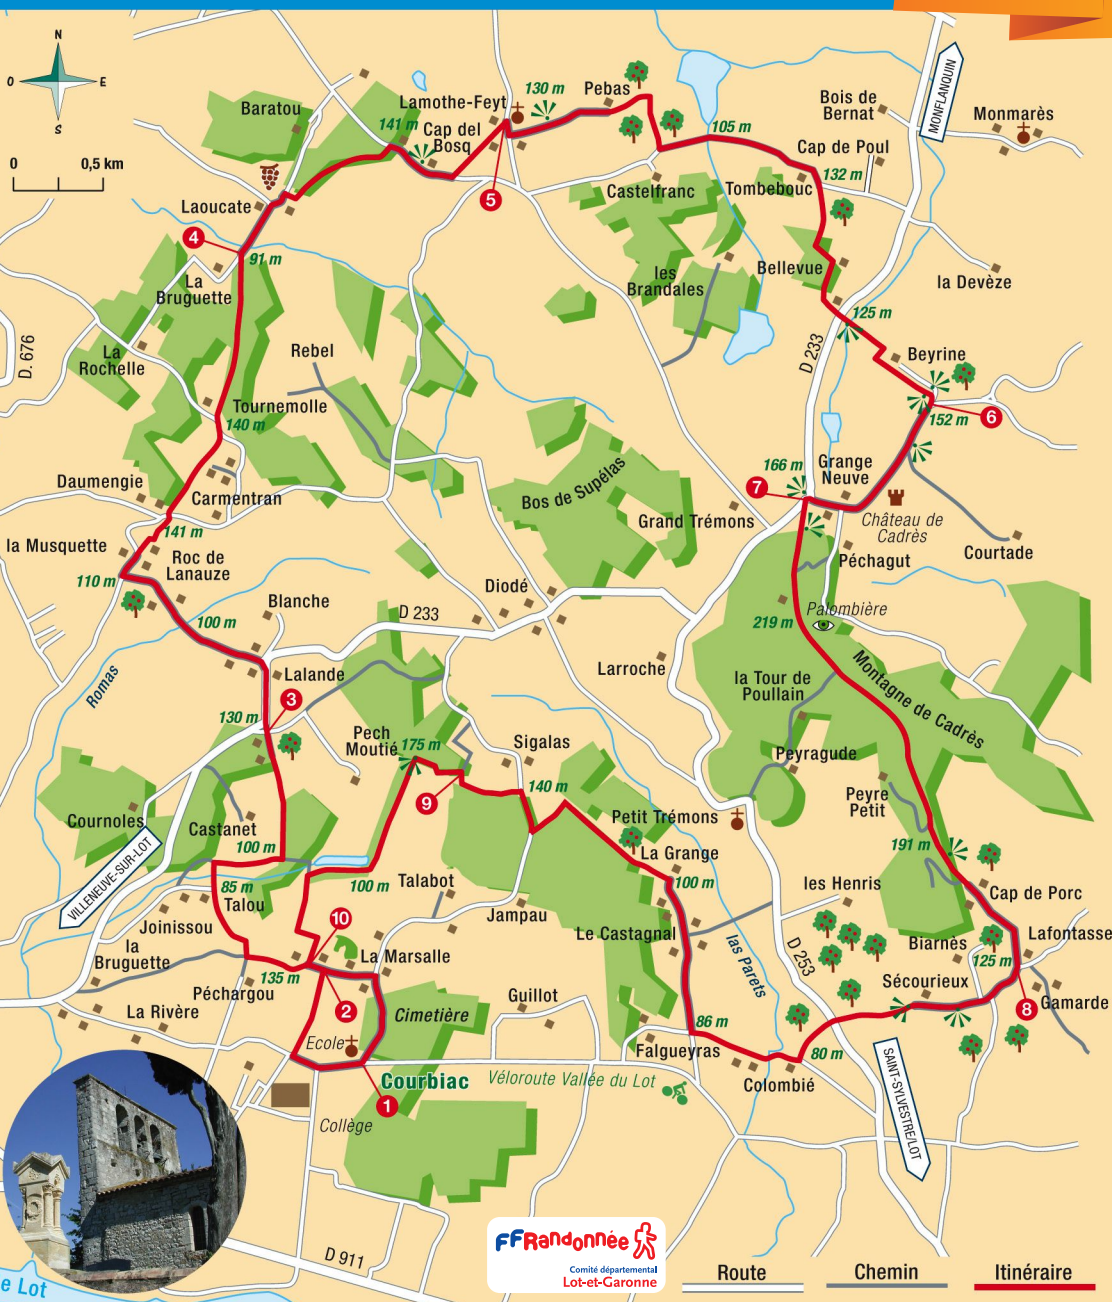 N
O
E
S
0
0,5 km
Baratou
141 m
Lamothe-Feyt
Cap del
Bosq
130 m
Pebas
105 m
Bois de
Bernat
MONFLANQUIN
Monmarès
Cap de Poul
132 m
Castelfranc
Tombebouc
5
Laoucate
4
91 m
La
Bruguette
les
Brandales
Bellevue
la Devèze
125 m
D. 676
La
Rochelle
Rebel
D 233
Beyrine
Tournemolle
140 m
152 m
6
Daumengie
Carmentran
Bos de Supélas
166 m
Grange
Neuve
7
Grand Trémons
Château de
Cadrès
Courtade
141 m
la Musquette
Roc de
Lanauze
110 m
Péchagut
Diodé
Blanche
100 m
D 233
Palombière
219 m
Larroche
Romas
Lalande
la Tour de
Poullain
Montagne de Cadrès
3
130 m
Pech
Moutié
175 m
Sigalas
Peyragude
9
140 m
Peyre
Petit
Petit Trémons
Cournoles
Castanet
100 m
VILLENEUVE-SUR-LOT
191 m
La Grange
100 m
85 m
Talou
100 m
Talabot
les Henris
Cap de Porc
Joinissou
10
Jampau
Le Castagnal
la
Bruguette
La Marsalle
las Parets
D 253
Biarnès
Lafontasse
125 m
135 m
Péchargou
2
Guillot
Sécourieux
8
Gamarde
La Rivère
Cimetière
86 m
Ecole
Falgueyras
80 m
Colombié
Courbiac
Véloroute Vallée du Lot
SAINT-SYLVESTRE/LOT
1
Collège
D 911
e Lot
FFRandonnée
Comité départemental
Lot-et-Garonne
Route
Chemin
Itinéraire